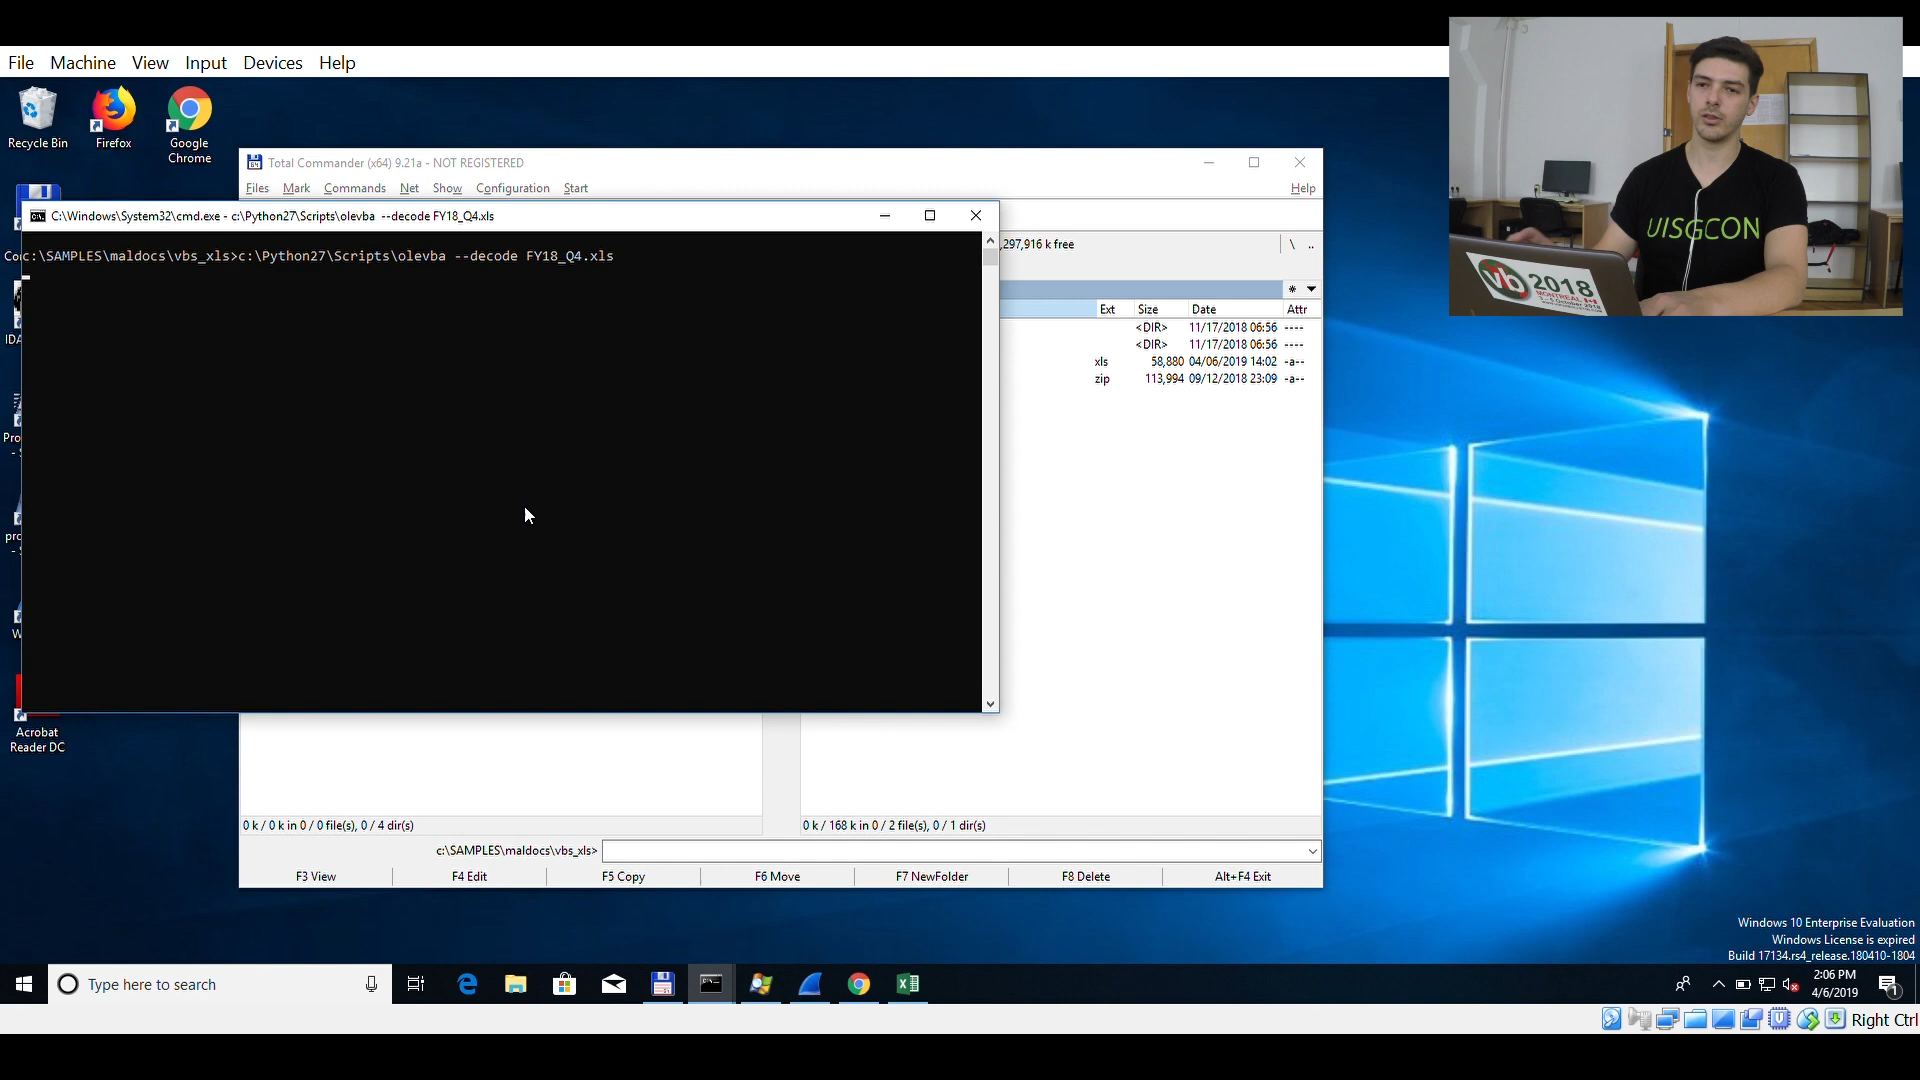 File Machine View Input Devices Help
Recycle Bin
Firefox
Google Chrome
Total Commander (x64) 9.21a - NOT REGISTERED
Files Mark Commands Net Show Configuration Start Help
C:\Windows\System32\cmd.exe - c:\Python27\Scripts\olevba --decode FY18_Q4.xls
,297,916 k free \ ..
c:\SAMPLES\maldocs\vbs_xls>c:\Python27\Scripts\olevba --decode FY18_Q4.xls
* 
Ext Size Date Attr
<DIR> 11/17/2018 06:56 ----
<DIR> 11/17/2018 06:56 ----
xls 58,880 04/06/2019 14:02 -a--
zip 113,994 09/12/2018 23:09 -a--
UISGCON
vb 2018
MONTREAL
3 - 5 October 2018
Acrobat Reader DC
0 k / 0 k in 0 / 0 file(s), 0 / 4 dir(s)
0 k / 168 k in 0 / 2 file(s), 0 / 1 dir(s)
c:\SAMPLES\maldocs\vbs_xls>
F3 View F4 Edit F5 Copy F6 Move F7 NewFolder F8 Delete Alt+F4 Exit
Windows 10 Enterprise Evaluation
Windows License is expired
Build 17134.rs4_release.180410-1804
Type here to search
2:06 PM
4/6/2019
1
Right Ctrl